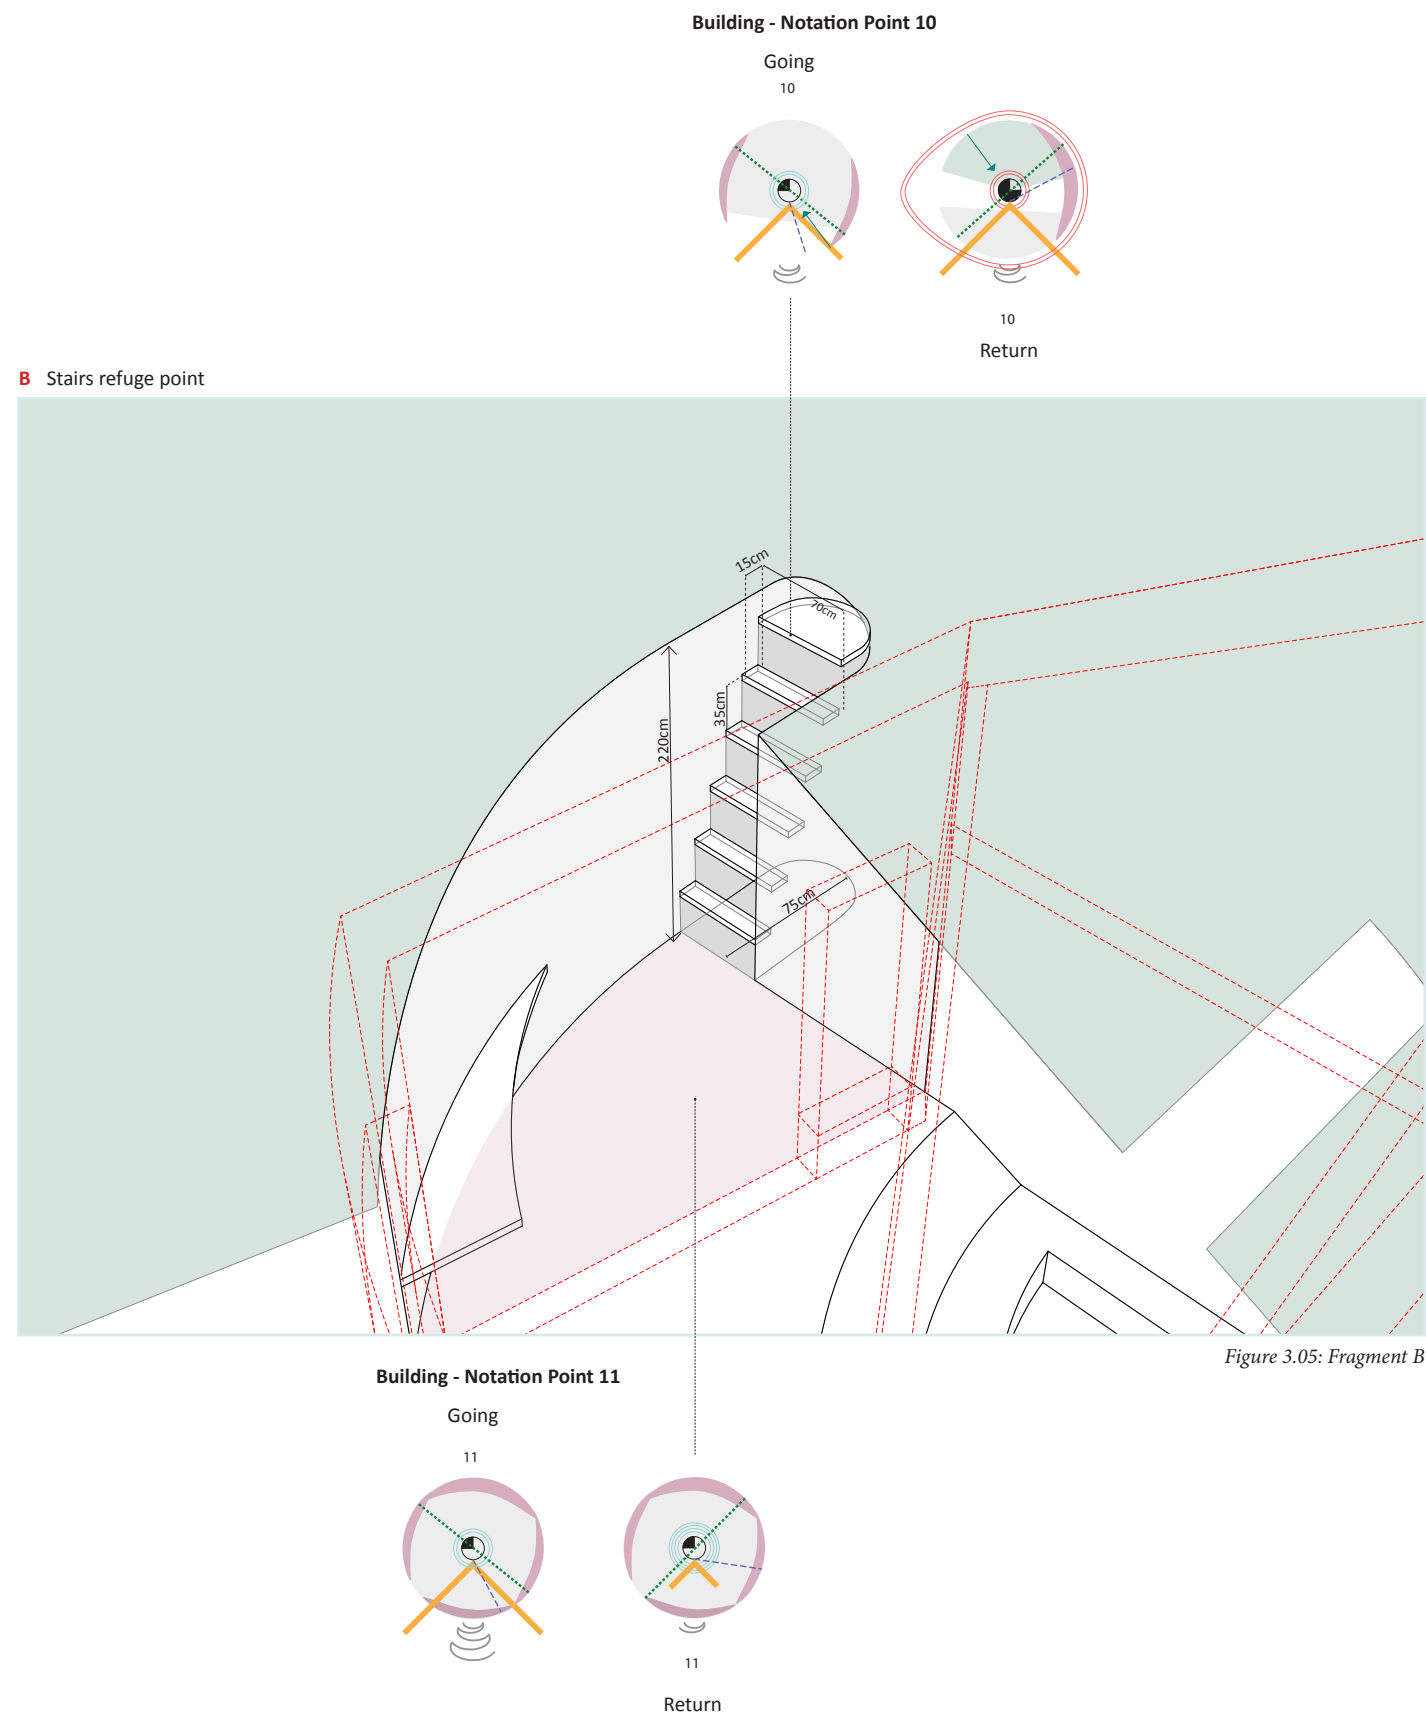 Building - Notation Point 10
Going
10
10
Return
B Stairs refuge point
15cm
70cm
35cm
220cm
75cm
Figure 3.05: Fragment B
Building - Notation Point 11
Going
11
11
Return